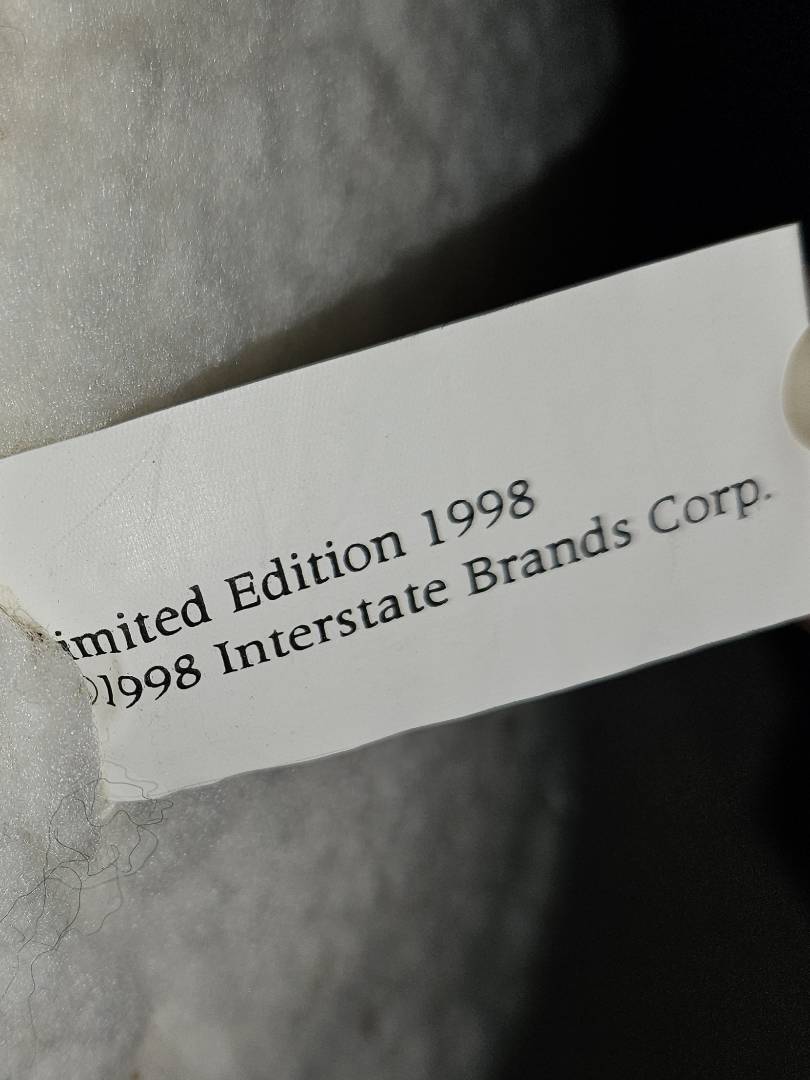 imited Edition 1998
©1998 Interstate Brands Corp.